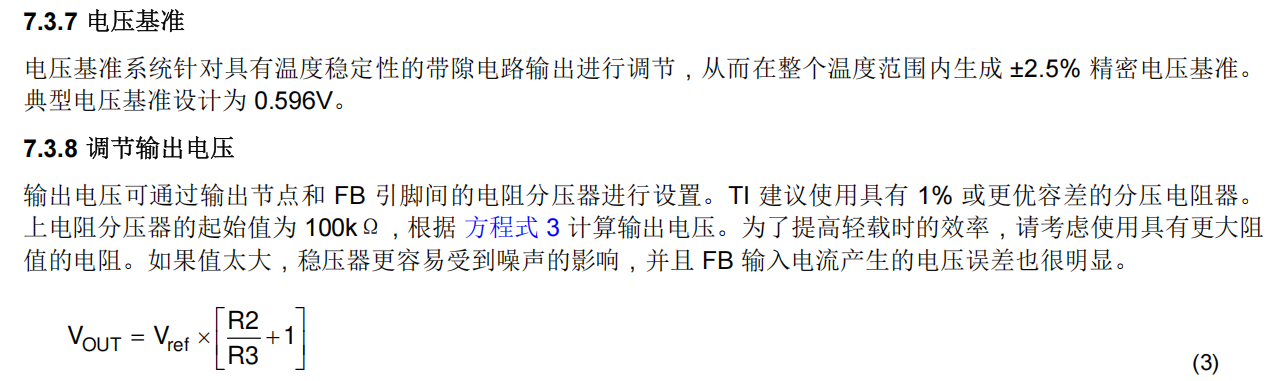 7.3.7 电压基准
电压基准系统针对具有温度稳定性的带隙电路输出进行调节，从而在整个温度范围内生成 ±2.5% 精密电压基准。
典型电压基准设计为 0.596V。
7.3.8 调节输出电压
输出电压可通过输出节点和 FB 引脚间的电阻分压器进行设置。TI 建议使用具有 1% 或更优容差的分压电阻器。
上电阻分压器的起始值为 100kΩ，根据 方程式 3 计算输出电压。为了提高轻载时的效率，请考虑使用具有更大阻
值的电阻。如果值太大，稳压器更容易受到噪声的影响，并且 FB 输入电流产生的电压误差也很明显。
VOUT = Vref × [R2/R3 + 1]
(3)